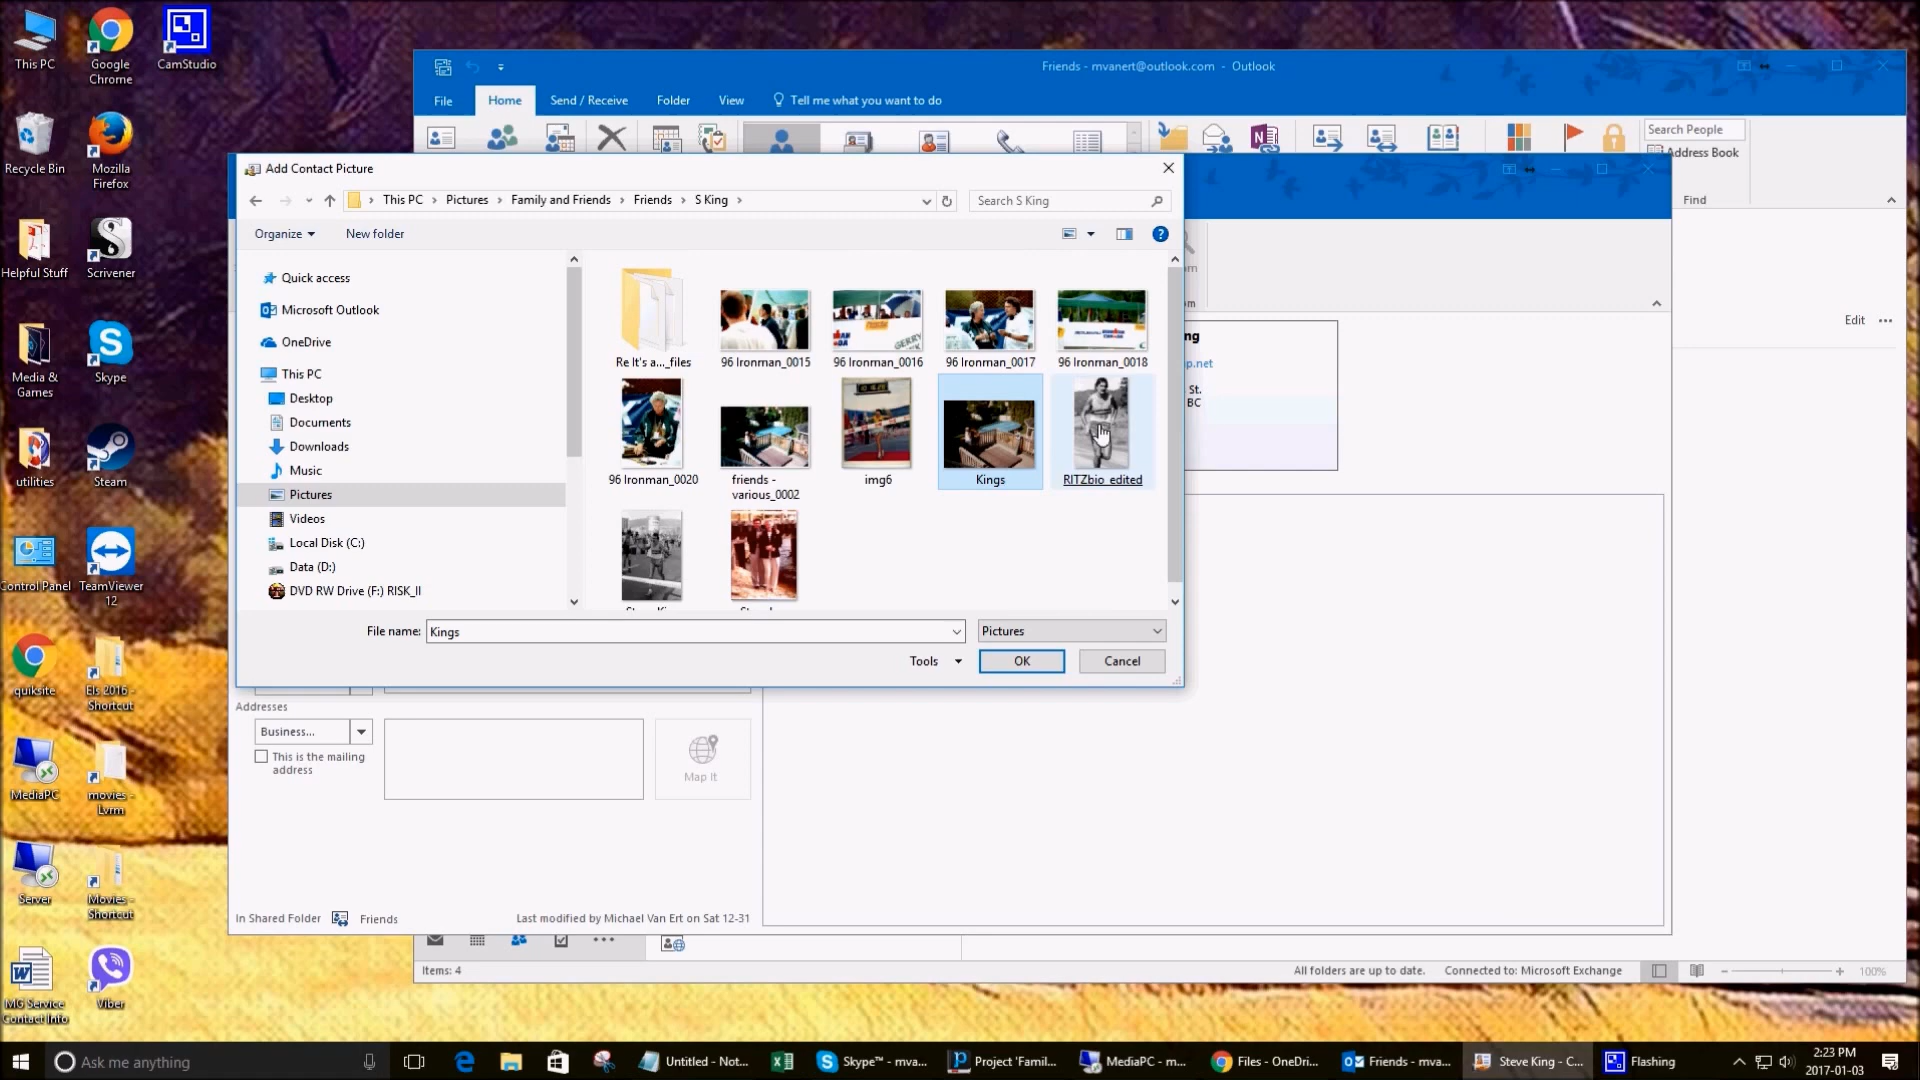 This PC
Google Chrome
CamStudio
Recycle Bin
Mozilla Firefox
Helpful Stuff
Scrivener
Media & Games
Skype
utilities
Steam
Control Panel
TeamViewer 12
quiksite
Els 2016 - Shortcut
MediaPC
movies - Lvrm
Server
Movies - Shortcut
MG Service Contact Info
Viber
Friends - mvanert@outlook.com - Outlook
File
Home
Send / Receive
Folder
View
Tell me what you want to do
Search People
Address Book
Find
Add Contact Picture
This PC > Pictures > Family and Friends > Friends > S King >
Search S King
Organize
New folder
Quick access
Microsoft Outlook
OneDrive
This PC
Desktop
Documents
Downloads
Music
Pictures
Videos
Local Disk (C:)
Data (D:)
DVD RW Drive (F:) RISK_II
Re It's a..._files
96 Ironman_0015
96 Ironman_0016
96 Ironman_0017
96 Ironman_0018
96 Ironman_0020
friends - various_0002
img6
Kings
RITZbio_edited
File name:
Kings
Pictures
Tools
OK
Cancel
ng
p.net
St.
BC
Edit
Addresses
Business...
This is the mailing address
Map It
In Shared Folder
Friends
Last modified by Michael Van Ert on Sat 12-31
Items: 4
All folders are up to date.
Connected to: Microsoft Exchange
100%
Ask me anything
Untitled - Not...
Skype™ - mva...
Project 'Famil...
MediaPC - m...
Files - OneDri...
Friends - mva...
Steve King - C...
Flashing
2:23 PM
2017-01-03